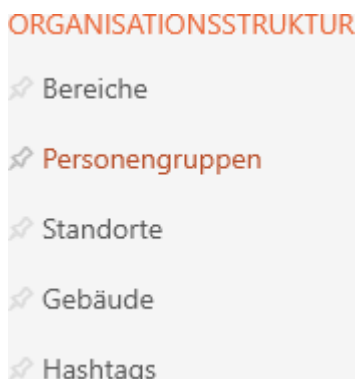 ORGANISATIONSSTRUKTUR
Bereiche
Personengruppen
Standorte
Gebäude
Hashtags